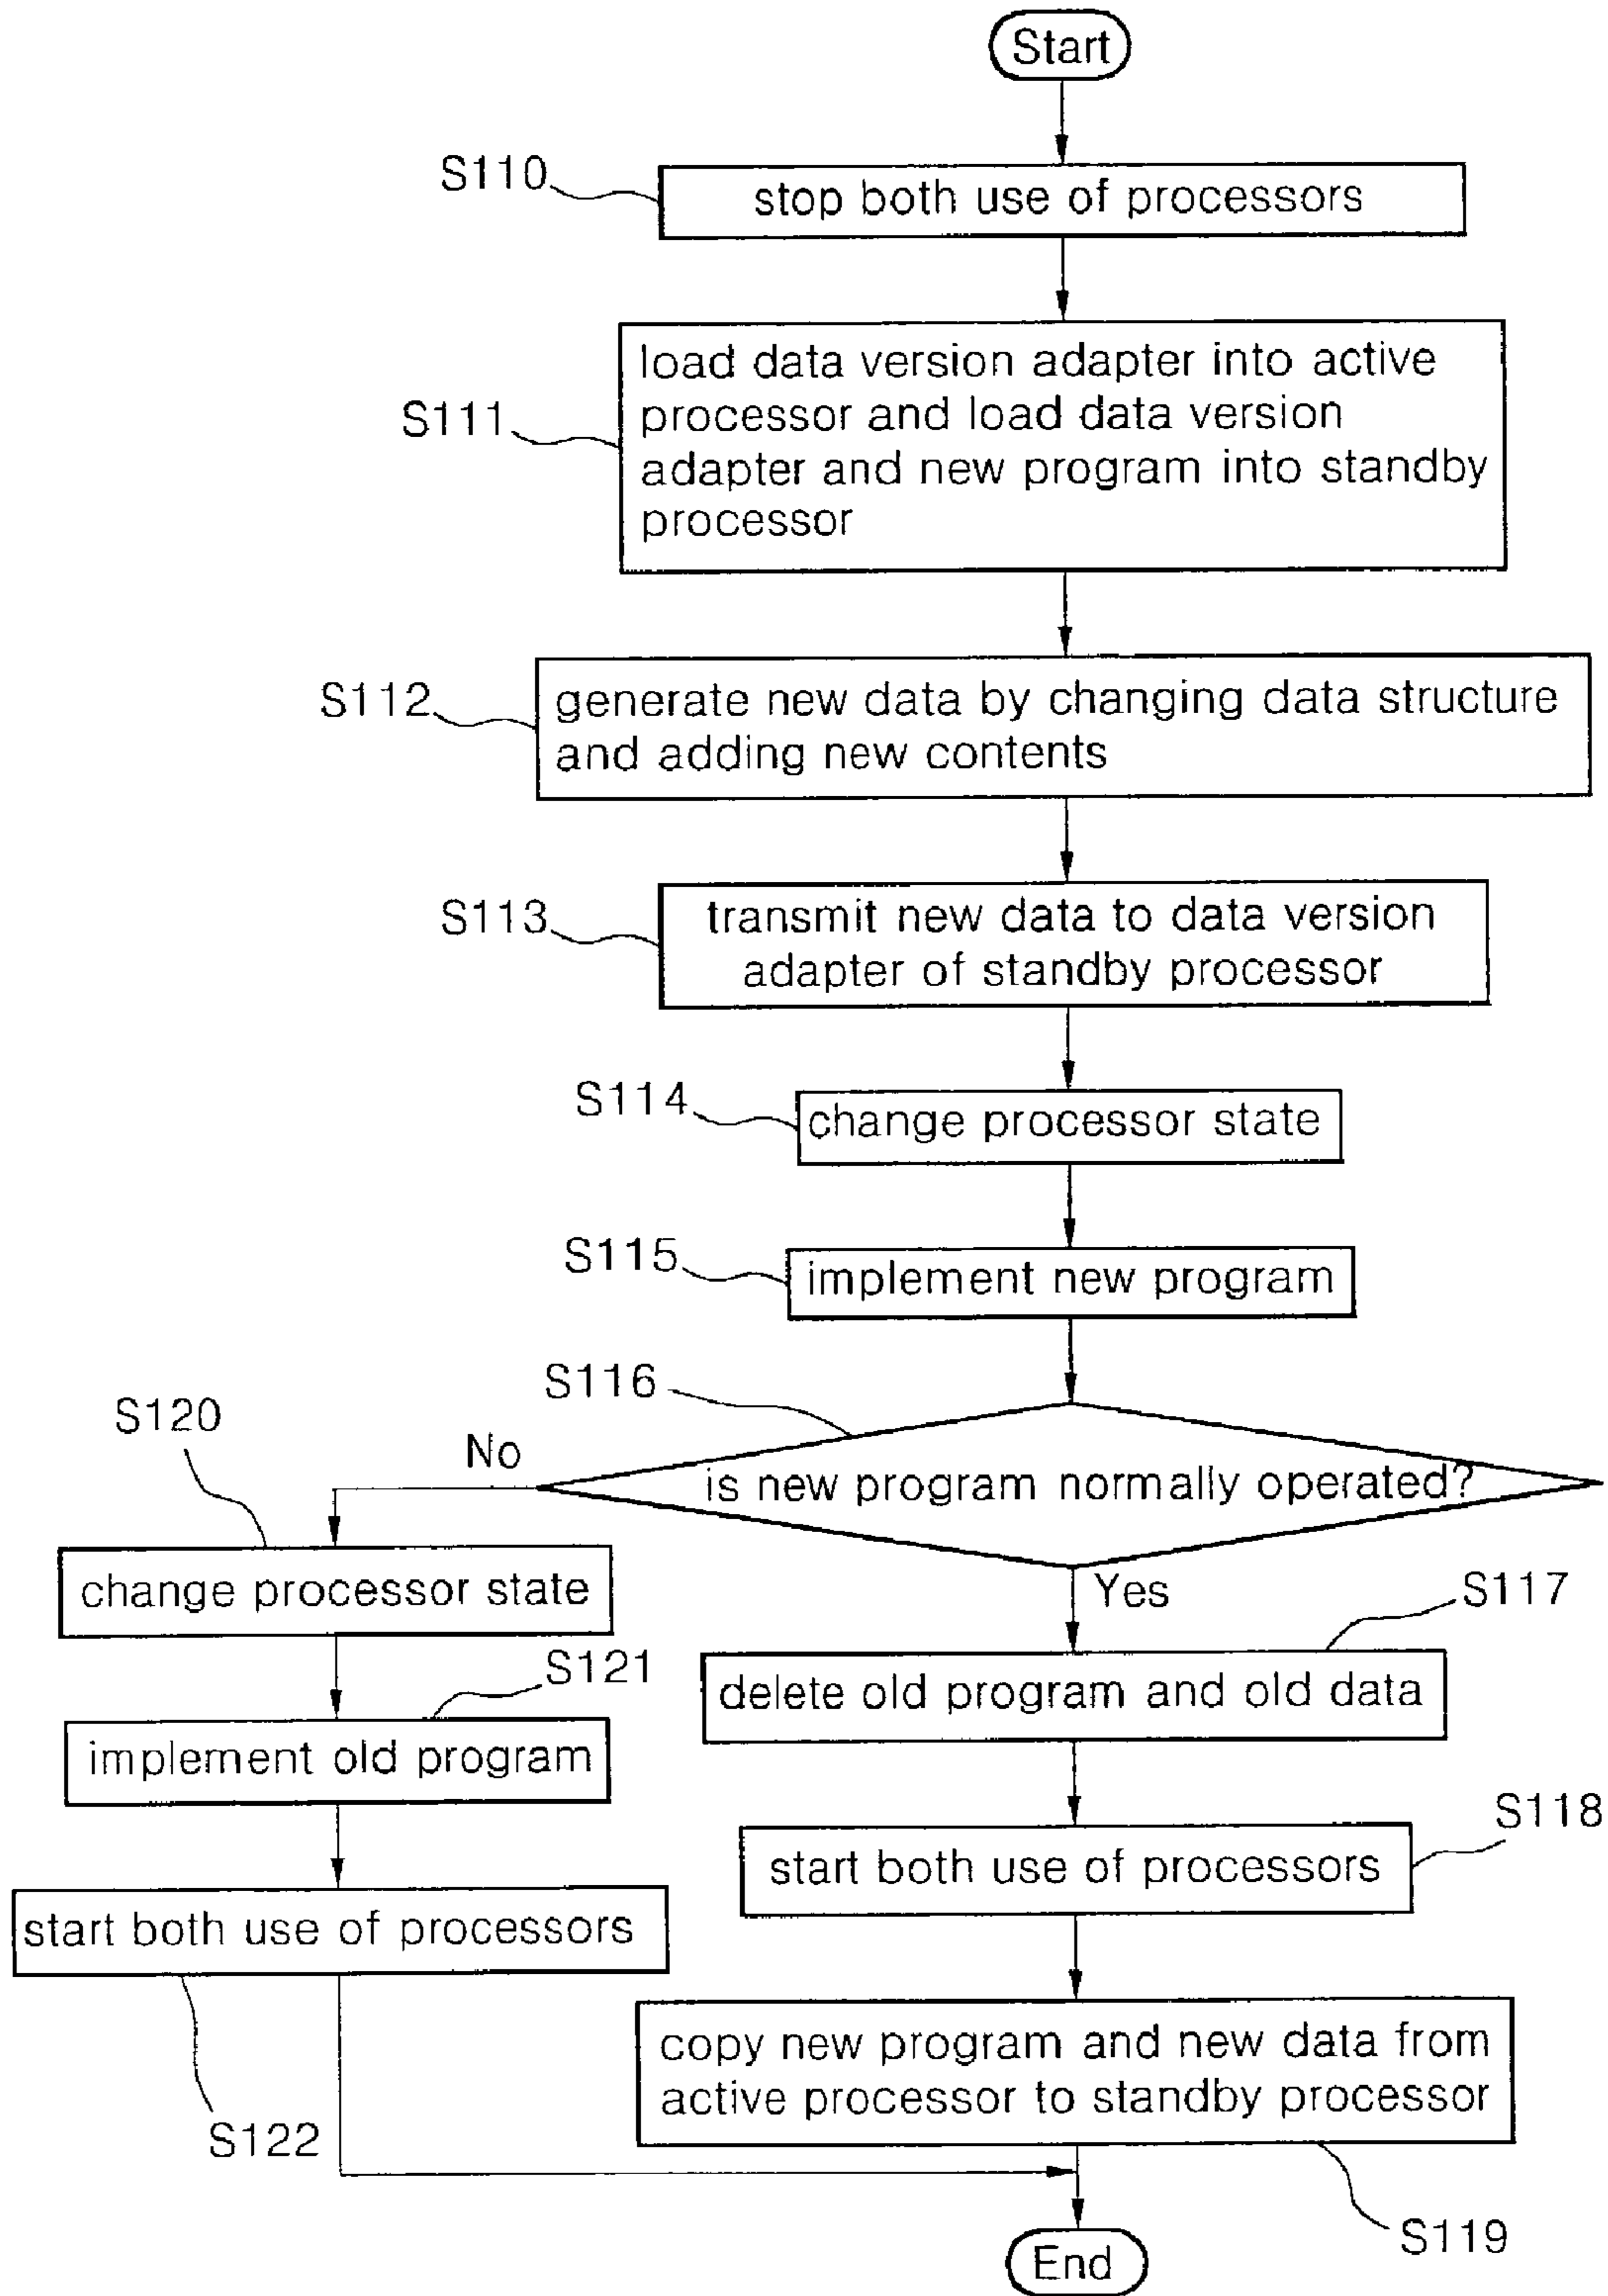 Start
S110
stop both use of processors
S111
load data version adapter into active
processor and load data version
adapter and new program into standby
processor
S112
generate new data by changing data structure
and adding new contents
S113
transmit new data to data version
adapter of standby processor
S114
change processor state
S115
implement new program
S116
is new program normally operated?
No
Yes
S120
change processor state
S121
implement old program
S122
start both use of processors
S117
delete old program and old data
S118
start both use of processors
S119
copy new program and new data from
active processor to standby processor
End